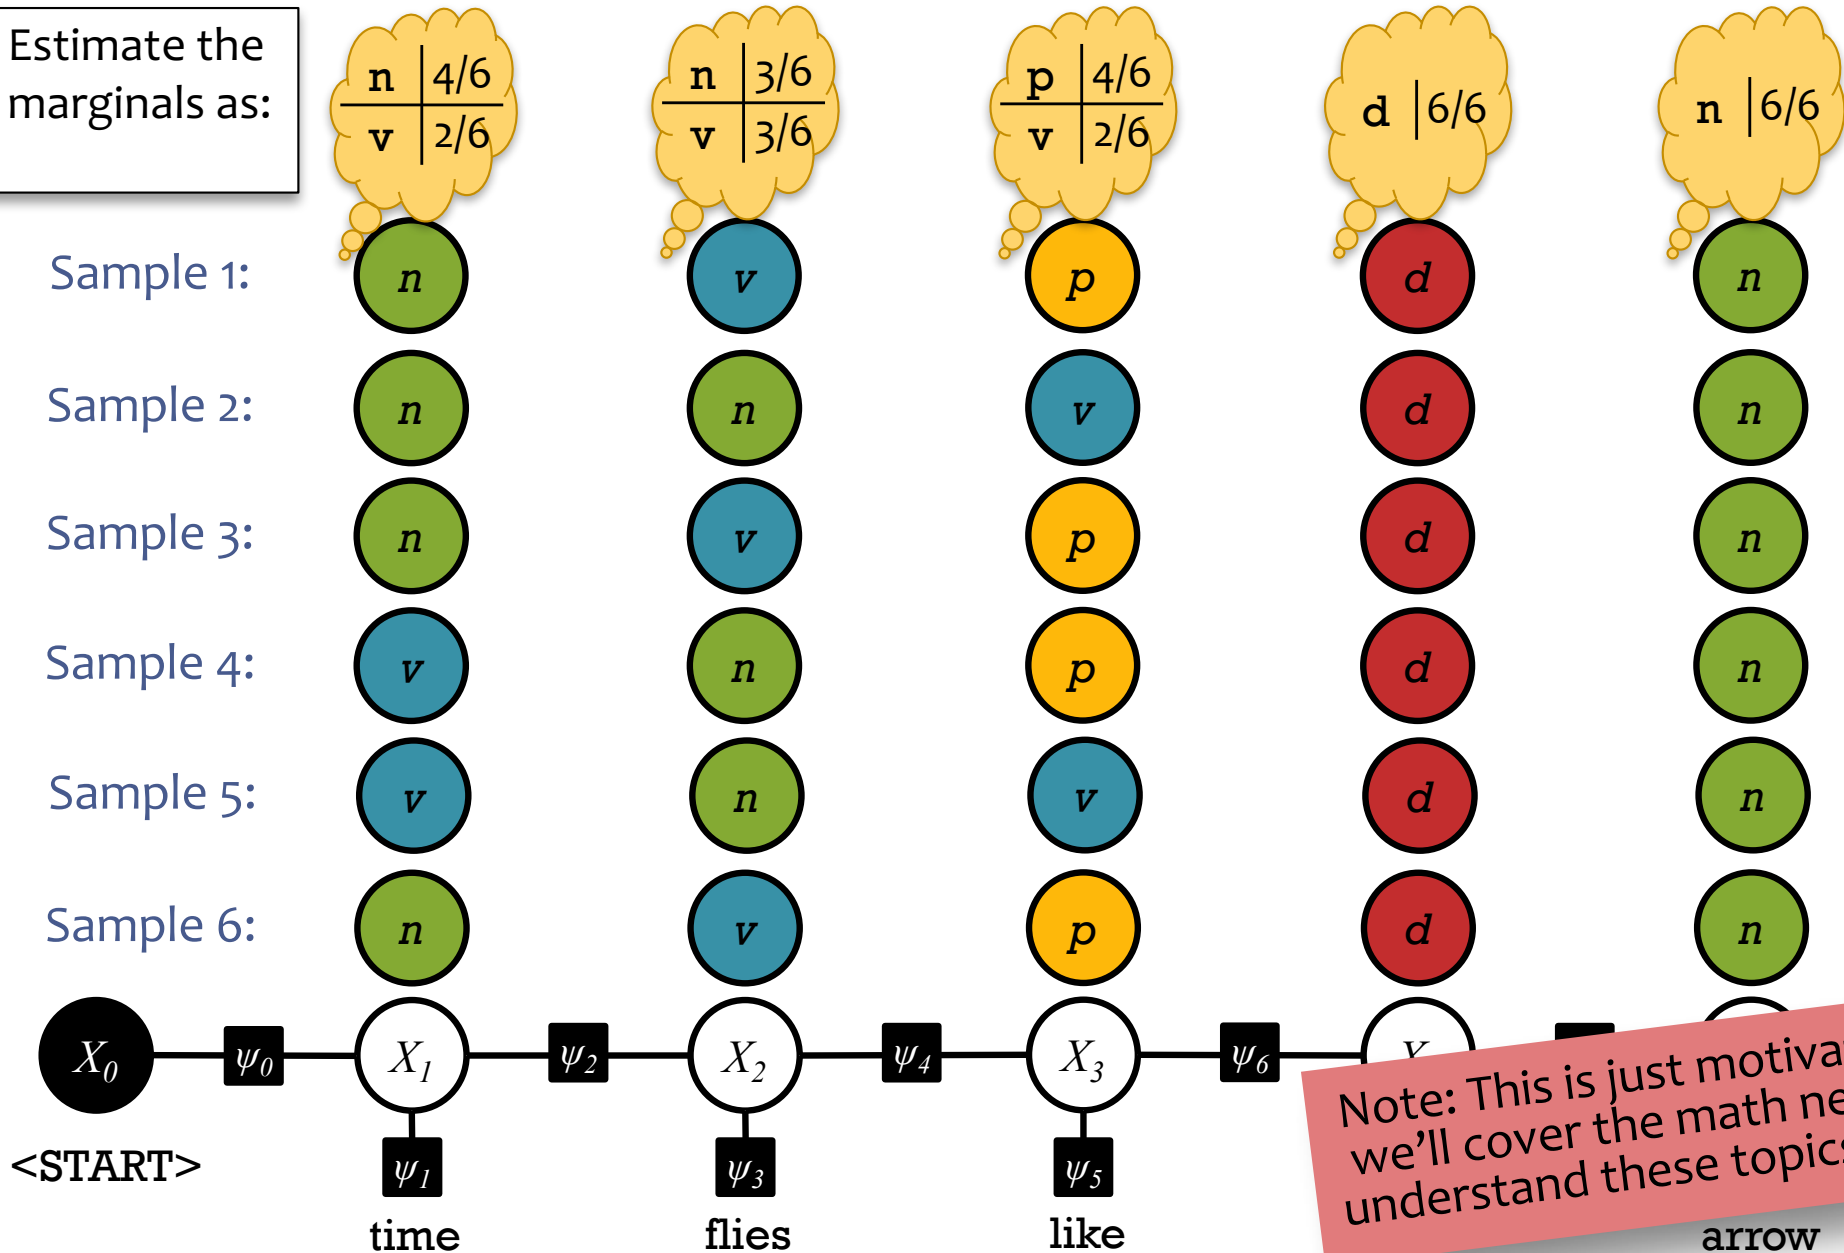 Estimate the
marginals as:
n 4/6
v 2/6
n 3/6
v 3/6
p 4/6
v 2/6
d 6/6
n 6/6
Sample 1: n v p d n
Sample 2: n n v d n
Sample 3: n v p d n
Sample 4: v n p d n
Sample 5: v n v d n
Sample 6: n v p d n
X0 ψ0 X1 ψ2 X2 ψ4 X3 ψ6
<START> ψ1 ψ3 ψ5
time flies like arrow
Note: This is just
we'll cover the math
understand these